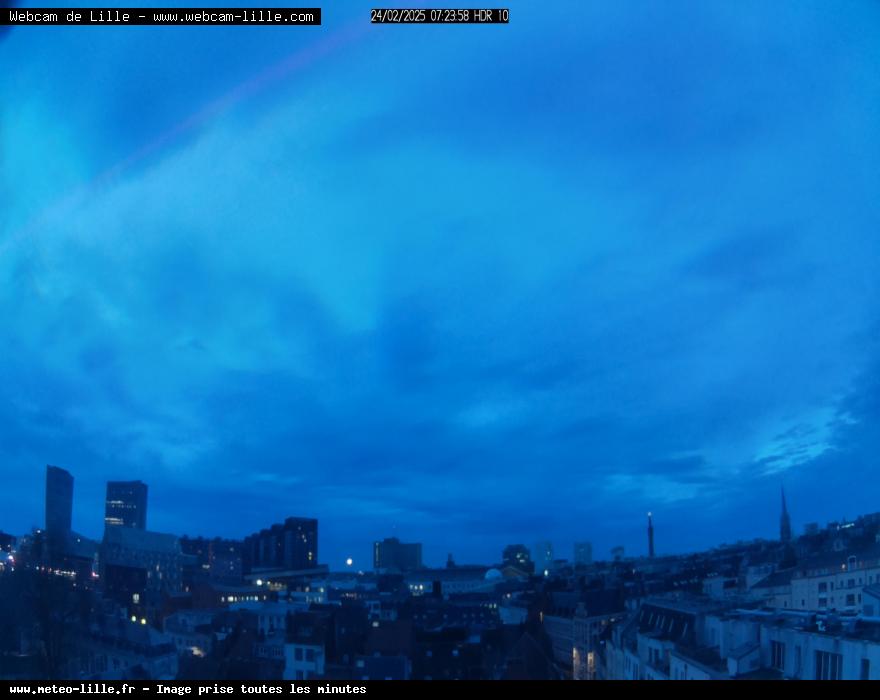 Webcam de Lille - www.webcam-lille.com
24/02/2025 07:23:58 HDR 10
www.meteo-lille.fr - Image prise toutes les minutes